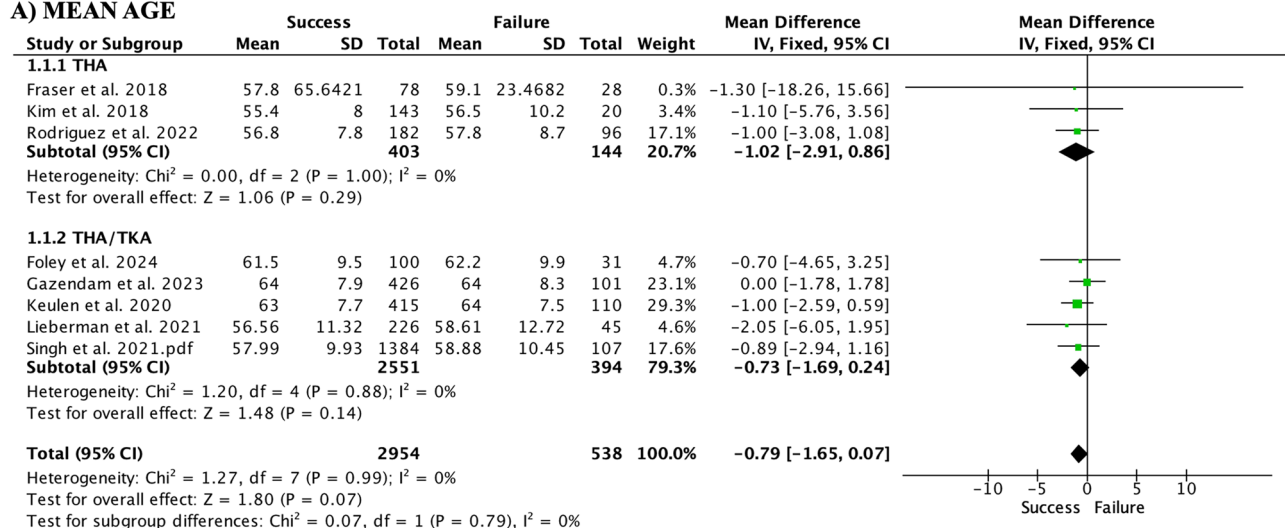 A) MEAN AGE
Success Failure Mean Difference Mean Difference
Study or Subgroup Mean SD Total Mean SD Total Weight IV, Fixed, 95% CI IV, Fixed, 95% CI
1.1.1 THA
Fraser et al. 2018 57.8 65.6421 78 59.1 23.4682 28 0.3% −1.30 [−18.26, 15.66]
Kim et al. 2018 55.4 8 143 56.5 10.2 20 3.4% −1.10 [−5.76, 3.56]
Rodriguez et al. 2022 56.8 7.8 182 57.8 8.7 96 17.1% −1.00 [−3.08, 1.08]
Subtotal (95% CI) 403 144 20.7% −1.02 [−2.91, 0.86]
Heterogeneity: Chi² = 0.00, df = 2 (P = 1.00); I² = 0%
Test for overall effect: Z = 1.06 (P = 0.29)
1.1.2 THA/TKA
Foley et al. 2024 61.5 9.5 100 62.2 9.9 31 4.7% −0.70 [−4.65, 3.25]
Gazendam et al. 2023 64 7.9 426 64 8.3 101 23.1% 0.00 [−1.78, 1.78]
Keulen et al. 2020 63 7.7 415 64 7.5 110 29.3% −1.00 [−2.59, 0.59]
Lieberman et al. 2021 56.56 11.32 226 58.61 12.72 45 4.6% −2.05 [−6.05, 1.95]
Singh et al. 2021.pdf 57.99 9.93 1384 58.88 10.45 107 17.6% −0.89 [−2.94, 1.16]
Subtotal (95% CI) 2551 394 79.3% −0.73 [−1.69, 0.24]
Heterogeneity: Chi² = 1.20, df = 4 (P = 0.88); I² = 0%
Test for overall effect: Z = 1.48 (P = 0.14)
Total (95% CI) 2954 538 100.0% −0.79 [−1.65, 0.07]
Heterogeneity: Chi² = 1.27, df = 7 (P = 0.99); I² = 0%
Test for overall effect: Z = 1.80 (P = 0.07)
Test for subgroup differences: Chi² = 0.07, df = 1 (P = 0.79), I² = 0%
−10 −5 0 5 10
Success Failure